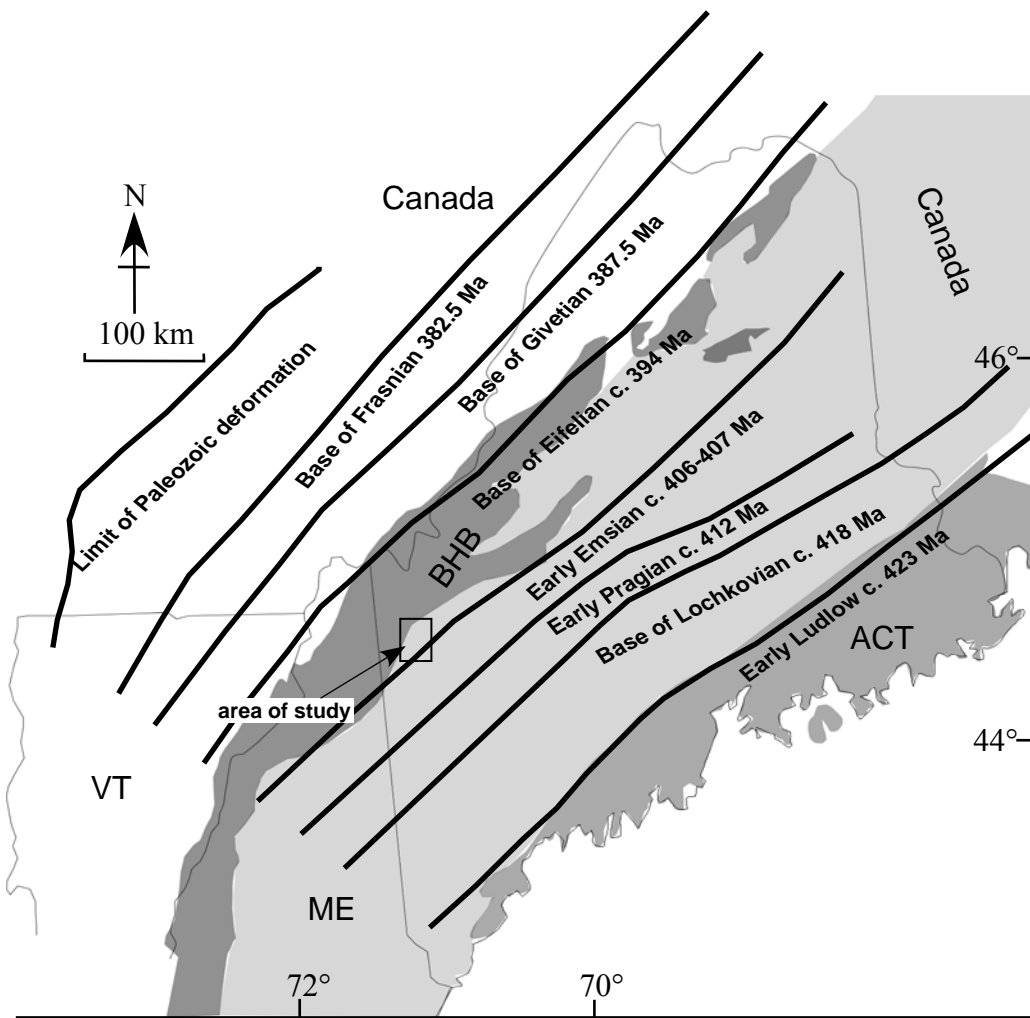 Canada
N
100 km
Canada
Limit of Paleozoic deformation
Base of Frasnian 382.5 Ma
Base of Givetian 387.5 Ma
Base of Eifelian c. 394 Ma
46°
BHB
Early Emsian c. 406-407 Ma
Early Pragian c. 412 Ma
Base of Lochkovian c. 418 Ma
Early Ludlow c. 423 Ma
ACT
area of study
44°
VT
ME
72°
70°